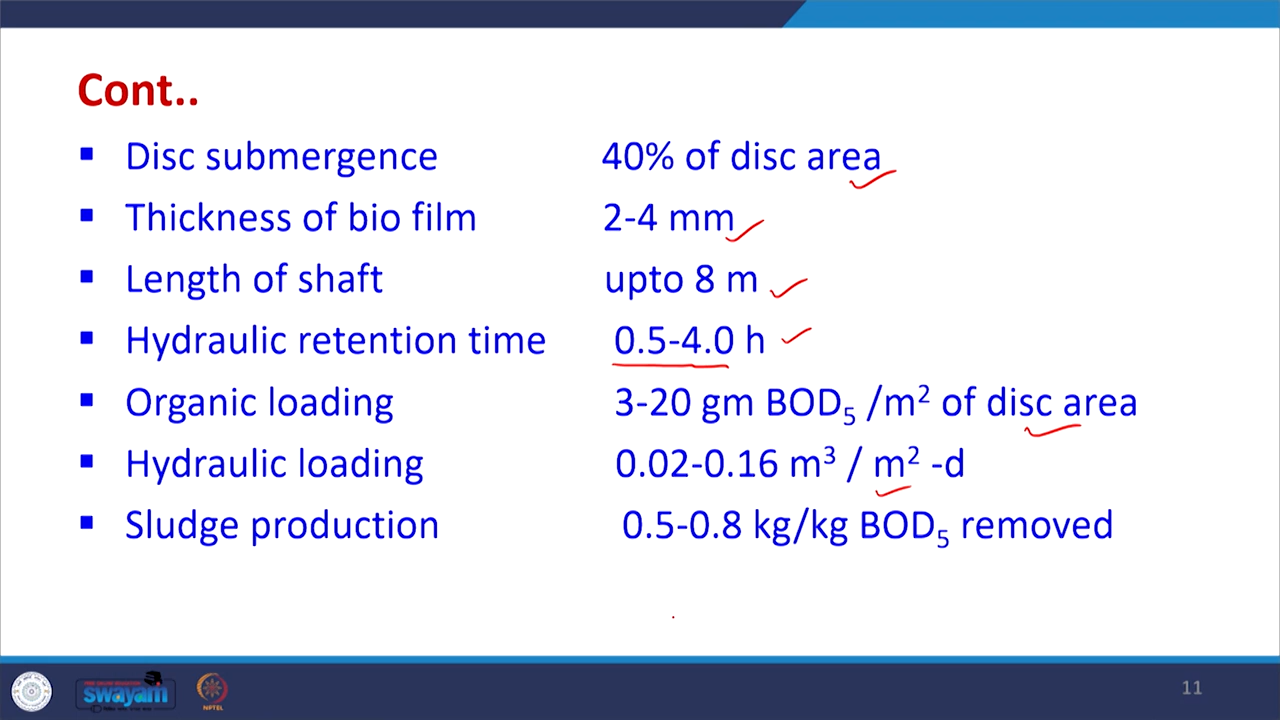 Cont..
▪ Disc submergence 40% of disc area
▪ Thickness of bio film 2-4 mm
▪ Length of shaft upto 8 m
▪ Hydraulic retention time 0.5-4.0 h
▪ Organic loading 3-20 gm BOD₅ /m² of disc area
▪ Hydraulic loading 0.02-0.16 m³ / m² -d
▪ Sludge production 0.5-0.8 kg/kg BOD₅ removed
swayam
NPTEL
11